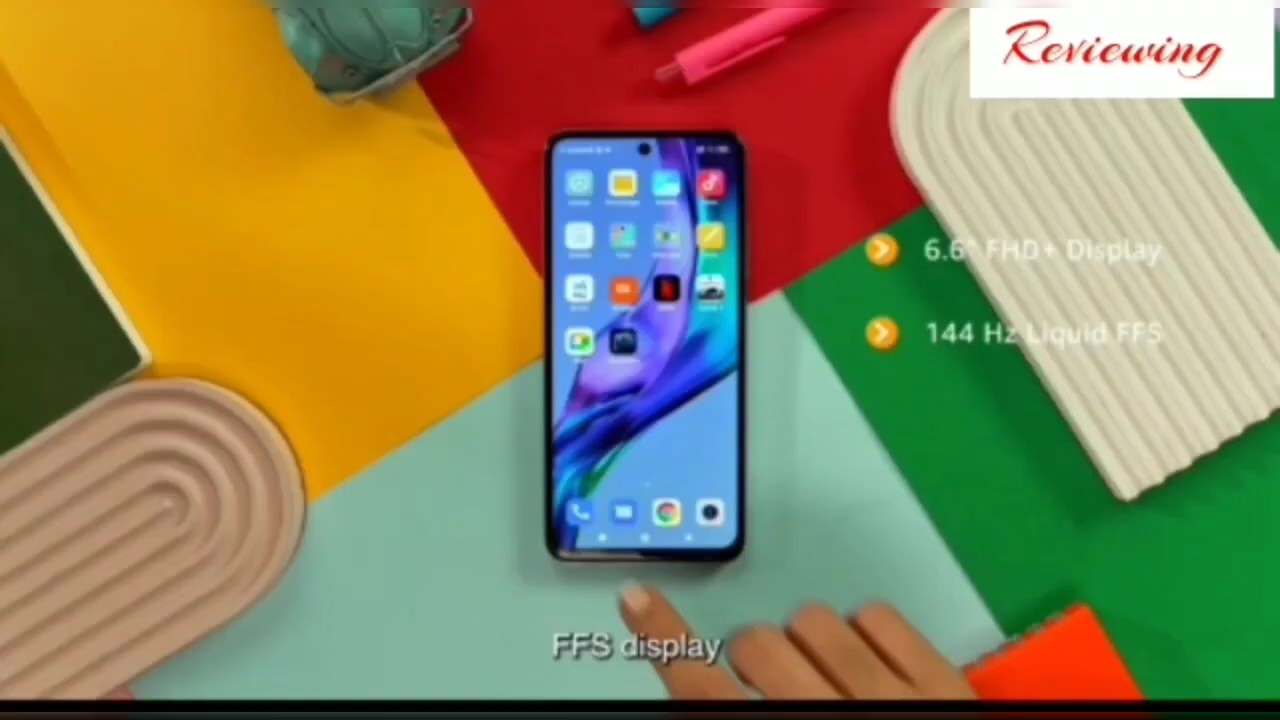 Reviewing
6.6" FHD+ Display
144 Hz Liquid FFS
FFS display